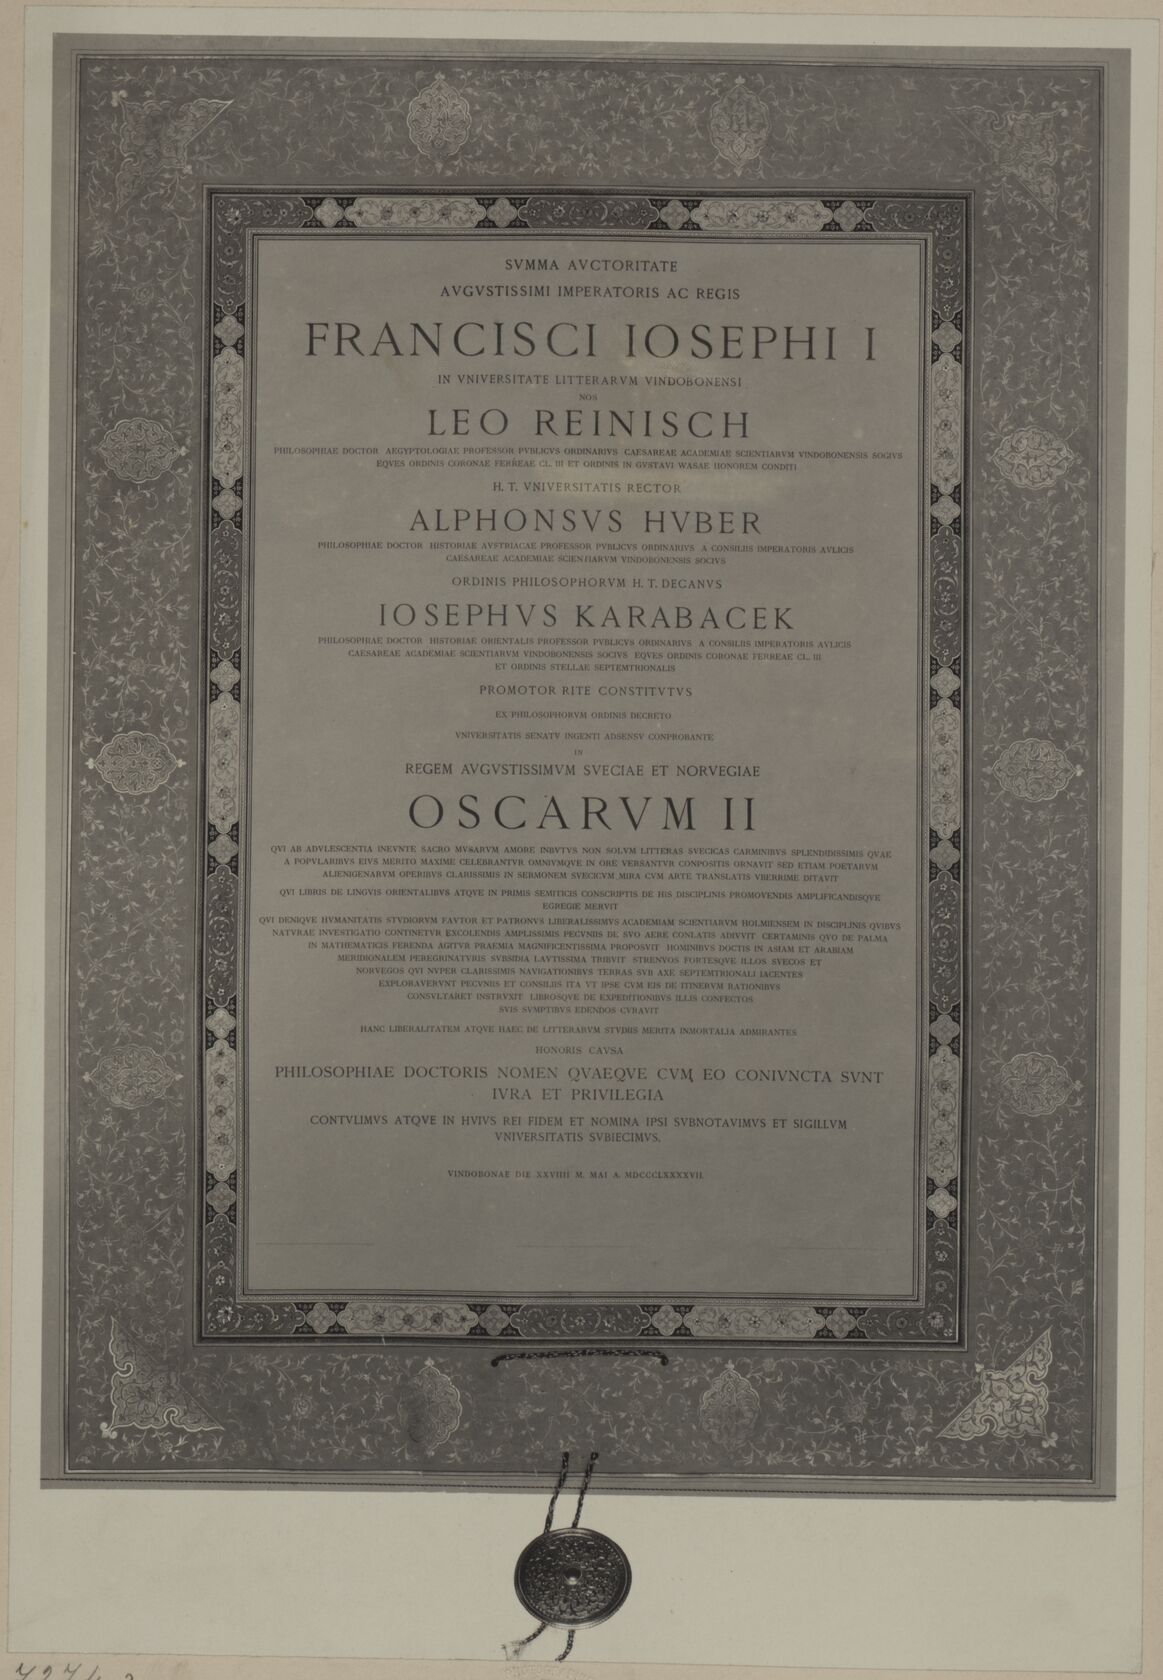 SVMMA AVCTORITATE
AVGVSTISSIMI IMPERATORIS AC REGIS
FRANCISCI IOSEPHI I
IN VNIVERSITATE LITTERARVM VINDOBONENSI
NOS
LEO REINISCH
PHILOSOPHIAE DOCTOR AEGYPTOLOGIAE PROFESSOR PVBLICVS ORDINARIVS CAESAREAE ACADEMIAE SCIENTIARVM VINDOBONENSIS SOCIVS
EQVES ORDINIS CORONAE FERREAE CL. III ET ORDINIS IN GVSTAVI WASAE HONOREM CONDITI
H. T. VNIVERSITATIS RECTOR
ALPHONSVS HVBER
PHILOSOPHIAE DOCTOR HISTORIAE AVSTRIACAE PROFESSOR PVBLICVS ORDINARIVS A CONSILIIS IMPERATORIS AVLICIS
CAESAREAE ACADEMIAE SCIENTIARVM VINDOBONENSIS SOCIVS
ORDINIS PHILOSOPHORVM H. T. DECANVS
IOSEPHVS KARABACEK
PHILOSOPHIAE DOCTOR HISTORIAE ORIENTALIS PROFESSOR PVBLICVS ORDINARIVS A CONSILIIS IMPERATORIS AVLICIS
CAESAREAE ACADEMIAE SCIENTIARVM VINDOBONENSIS SOCIVS EQVES ORDINIS CORONAE FERREAE CL. III
ET ORDINIS STELLAE SEPTEMTRIONALIS
PROMOTOR RITE CONSTITVTVS
EX PHILOSOPHORVM ORDINIS DECRETO
VNIVERSITATIS SENATV INGENTI ADSENSV CONPROBANTE
IN
REGEM AVGVSTISSIMVM SVECIAE ET NORVEGIAE
OSCARVM II
QVI AB ADVLESCENTIA INEVNTE SACRO MVSARVM AMORE INBVTVS NON SOLVM LITTERAS SVECICAS CARMINIBVS SPLENDIDISSIMIS QVAE
A POPVLARIBVS EIVS MERITO MAXIME CELEBRANTVR OMNIVMQVE IN ORE VERSANTVR CONPOSITIS ORNAVIT SED ETIAM POETARVM
ALIENIGENARVM OPERIBVS CLARISSIMIS IN SERMONEM SVECICVM MIRA CVM ARTE TRANSLATIS VBERRIME DITAVIT
QVI LIBRIS DE LINGVIS ORIENTALIBVS ATQVE IN PRIMIS SEMITICIS CONSCRIPTIS DE HIS DISCIPLINIS PROMOVENDIS AMPLIFICANDISQVE
EGREGIE MERVIT
QVI DENIQVE HVMANITATIS STVDIORVM FAVTOR ET PATRONVS LIBERALISSIMVS ACADEMIAM SCIENTIARVM HOLMIENSEM IN DISCIPLINIS QVIBVS
NATVRAE INVESTIGATIO CONTINETVR EXCOLENDIS AMPLISSIMIS PECVNIIS DE SVO AERE CONLATIS ADIVVIT CERTAMINIS QVO DE PALMA
IN MATHEMATICIS FERENDA AGITVR PRAEMIA MAGNIFICENTISSIMA PROPOSVIT HOMINIBVS DOCTIS IN ASIAM ET ARABIAM
MERIDIONALEM PEREGRINATVRIS SVBSIDIA LAVTISSIMA TRIBVIT STRENVOS FORTESQVE ILLOS SVECOS ET
NORVEGOS QVI NVPER CLARISSIMIS NAVIGATIONIBVS TERRAS SVB AXE SEPTEMTRIONALI IACENTES
EXPLORAVERVNT PECVNIIS ET CONSILIIS ITA VT IPSE CVM EIS DE ITINERVM RATIONIBVS
CONSVLTARET INSTRVXIT LIBROSQVE DE EXPEDITIONIBVS ILLIS CONFECTOS
SVIS SVMPTIBVS EDENDOS CVRAVIT
HANC LIBERALITATEM ATQVE HAEC DE LITTERARVM STVDIIS MERITA INMORTALIA ADMIRANTES
HONORIS CAVSA
PHILOSOPHIAE DOCTORIS NOMEN QVAEQVE CVM EO CONIVNCTA SVNT
IVRA ET PRIVILEGIA
CONTVLIMVS ATQVE IN HVIVS REI FIDEM ET NOMINA IPSI SVBNOTAVIMVS ET SIGILLVM
VNIVERSITATIS SVBIECIMVS.
VINDOBONAE DIE XXVIIII M. MAI A. MDCCCLXXXXVII.